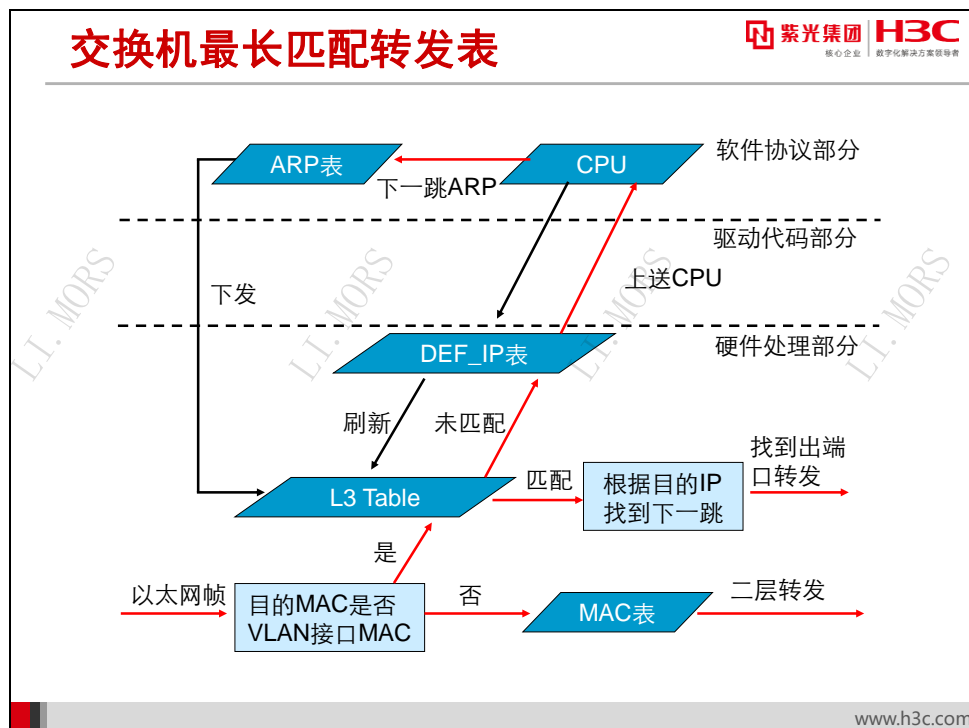 交换机最长匹配转发表
紫光集团
核心企业
H3C
数字化解决方案领导者
ARP表
CPU
软件协议部分
下一跳ARP
驱动代码部分
下发
上送CPU
LI.MORS
LI.MORS
LI.MORS
LI.MORS
DEF_IP表
硬件处理部分
刷新
未匹配
L3 Table
匹配
根据目的IP
找到下一跳
找到出端
口转发
是
以太网帧
目的MAC是否
VLAN接口MAC
否
MAC表
二层转发
www.h3c.com